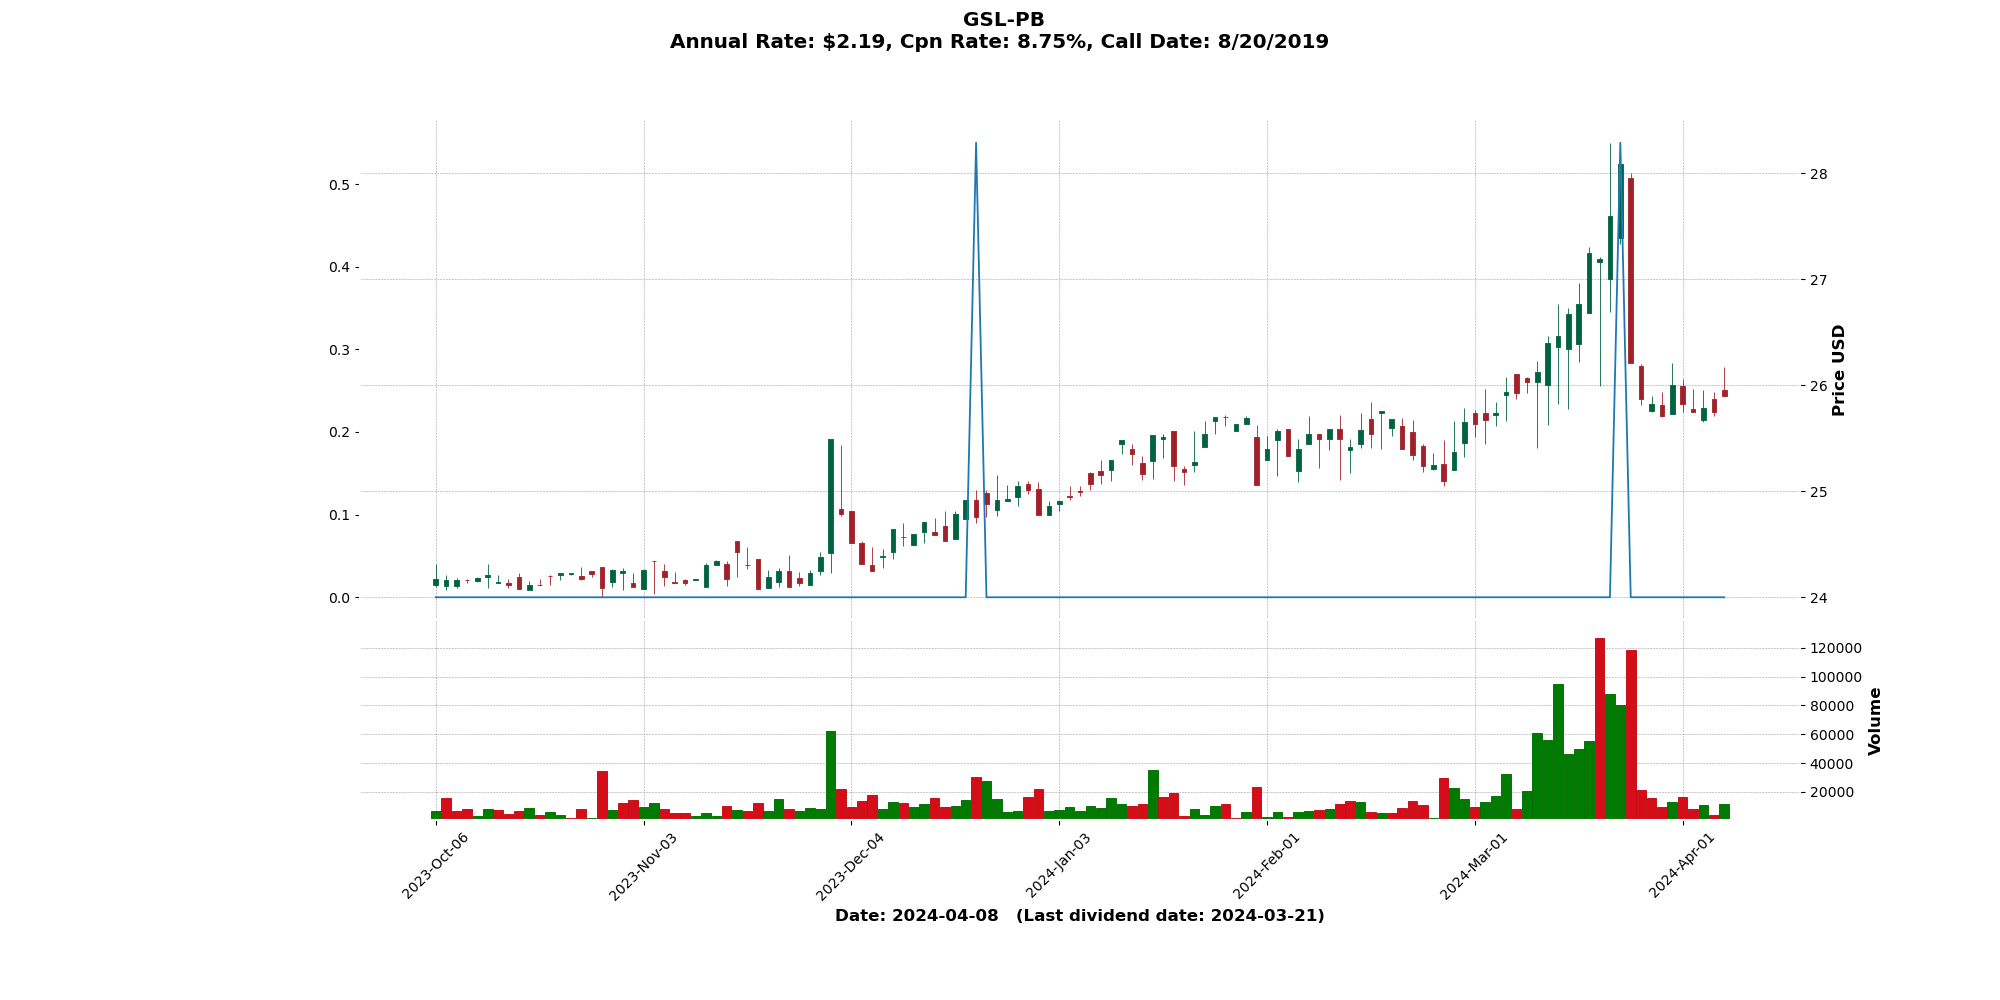 GSL-PB
Annual Rate: $2.19, Cpn Rate: 8.75%, Call Date: 8/20/2019
0.5
0.4
0.3
0.2
0.1
0.0
28
27
26
25
24
Price USD
120000
100000
80000
60000
40000
20000
Volume
2023-Oct-06
2023-Nov-03
2023-Dec-04
2024-Jan-03
2024-Feb-01
2024-Mar-01
2024-Apr-01
Date: 2024-04-08 (Last dividend date: 2024-03-21)